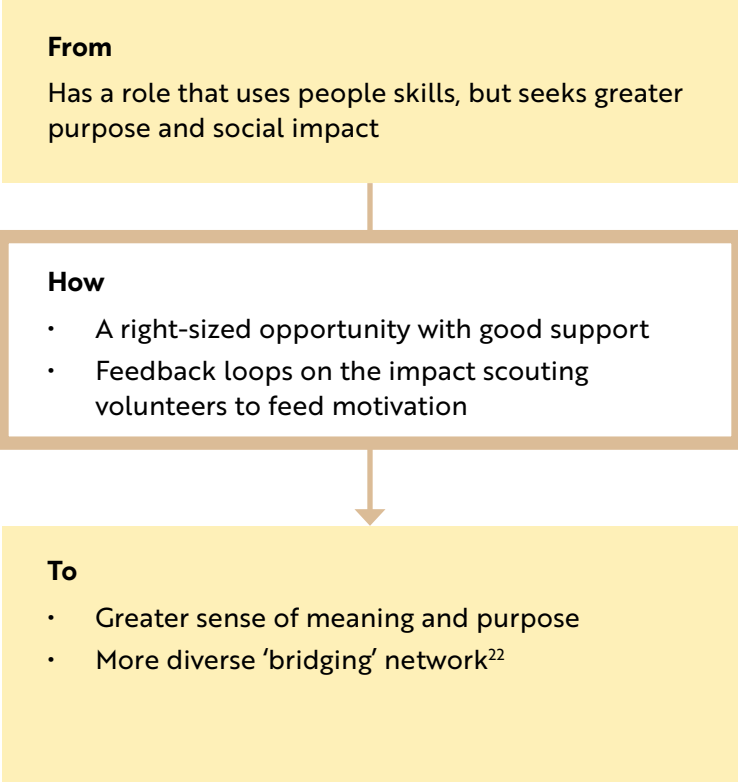 From
Has a role that uses people skills, but seeks greater
purpose and social impact
How
• A right-sized opportunity with good support
• Feedback loops on the impact scouting
volunteers to feed motivation
To
• Greater sense of meaning and purpose
• More diverse ‘bridging’ network²²